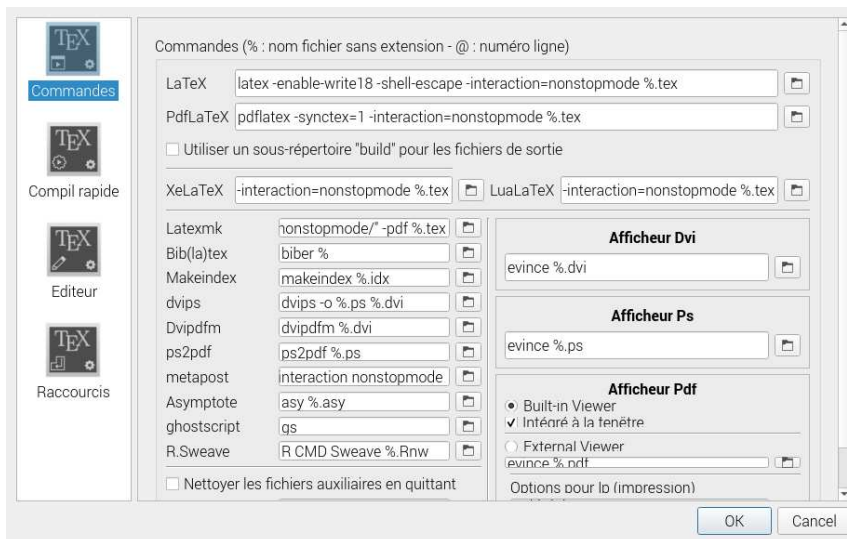 TEX
Commandes
TEX
Compil rapide
TEX
Editeur
TEX
Raccourcis
Commandes (% : nom fichier sans extension - @ : numéro ligne)
LaTeX latex -enable-write18 -shell-escape -interaction=nonstopmode %.tex
PdfLaTeX pdflatex -synctex=1 -interaction=nonstopmode %.tex
Utiliser un sous-répertoire "build" pour les fichiers de sortie
XeLaTeX -interaction=nonstopmode %.tex LuaLaTeX -interaction=nonstopmode %.tex
Latexmk nonstopmode/" -pdf %.tex
Bib(la)tex biber %
Makeindex makeindex %.idx
dvips dvips -o %.ps %.dvi
Dvipdfm dvipdfm %.dvi
ps2pdf ps2pdf %.ps
metapost interaction nonstopmode
Asymptote asy %.asy
ghostscript gs
R.Sweave R CMD Sweave %.Rnw
Nettoyer les fichiers auxiliaires en quittant
Afficheur Dvi
evince %.dvi
Afficheur Ps
evince %.ps
Afficheur Pdf
Built-in Viewer
Intégré à la fenêtre
External Viewer
evince %.pdf
Options pour lp (impression)
OK Cancel